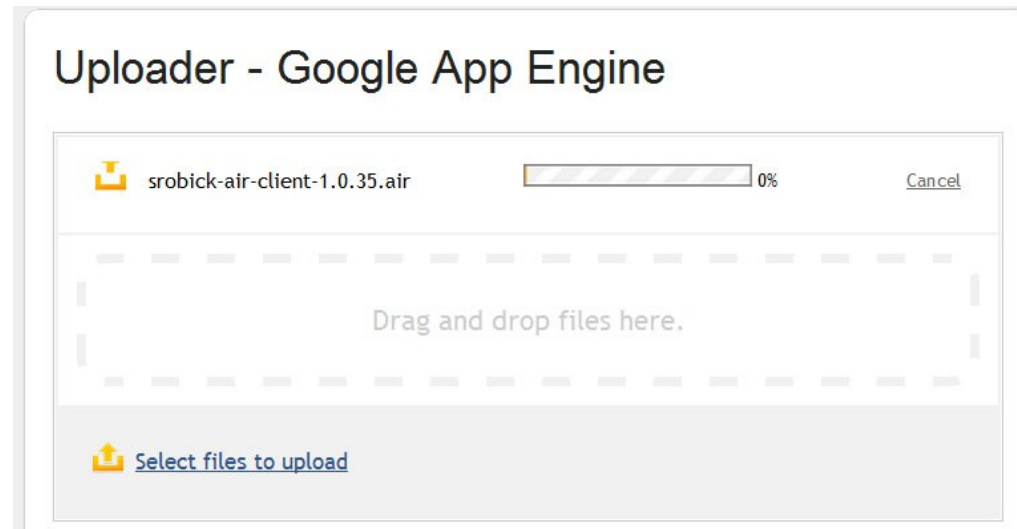 Uploader - Google App Engine
srobick-air-client-1.0.35.air 0% Cancel
Drag and drop files here.
Select files to upload